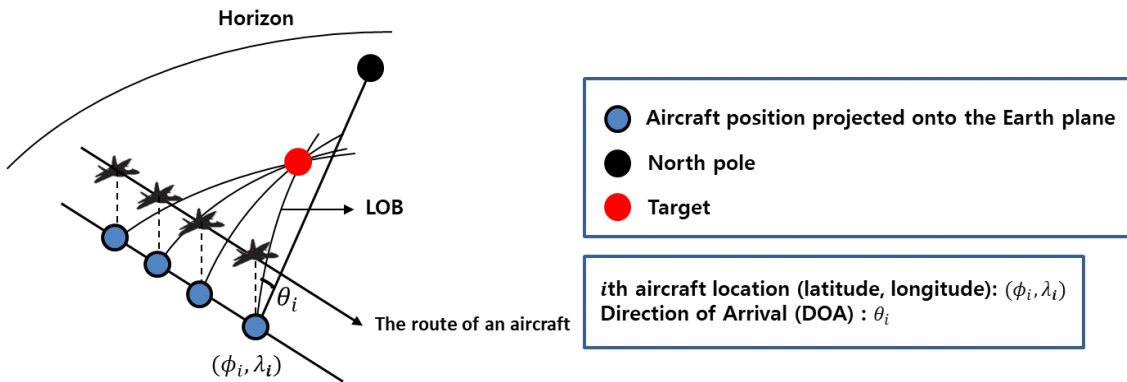 Horizon
LOB
θᵢ
The route of an aircraft
(ϕᵢ, λᵢ)
Aircraft position projected onto the Earth plane
North pole
Target
ith aircraft location (latitude, longitude): (ϕᵢ, λᵢ)
Direction of Arrival (DOA) : θᵢ